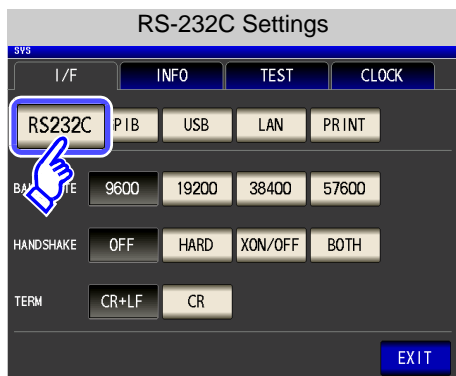 RS-232C Settings
SYS
I/F INFO TEST CLOCK
RS232C PIB USB LAN PRINT
9600 19200 38400 57600
HANDSHAKE OFF HARD XON/OFF BOTH
TERM CR+LF CR
EXIT